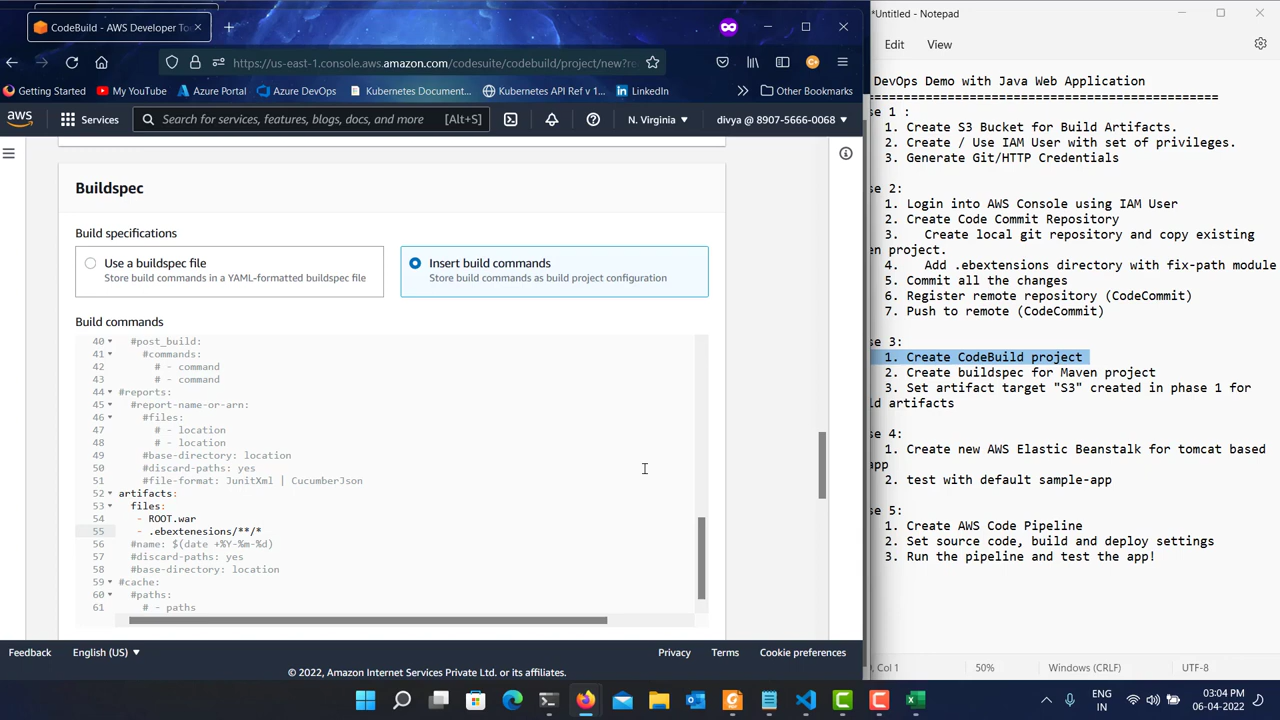 CodeBuild - AWS Developer To
https://us-east-1.console.aws.amazon.com/codesuite/codebuild/project/new?re
Getting Started
My YouTube
Azure Portal
Azure DevOps
Kubernetes Document...
Kubernetes API Ref v 1...
LinkedIn
Other Bookmarks
aws
Services
Search for services, features, blogs, docs, and more
[Alt+S]
N. Virginia
divya @ 8907-5666-0068
Buildspec
Build specifications
Use a buildspec file
Store build commands in a YAML-formatted buildspec file
Insert build commands
Store build commands as build project configuration
Build commands
40 #post_build:
41 #commands:
42 # - command
43 # - command
44 #reports:
45 #report-name-or-arn:
46 #files:
47 # - location
48 # - location
49 #base-directory: location
50 #discard-paths: yes
51 #file-format: JunitXml | CucumberJson
52 artifacts:
53 files:
54 - ROOT.war
55 - .ebextenesions/**/*
56 #name: $(date +%Y-%m-%d)
57 #discard-paths: yes
58 #base-directory: location
59 #cache:
60 #paths:
61 # - paths
Feedback
English (US)
Privacy
Terms
Cookie preferences
© 2022, Amazon Internet Services Private Ltd. or its affiliates.
*Untitled - Notepad
Edit
View
DevOps Demo with Java Web Application
===============================================
se 1 :
1. Create S3 Bucket for Build Artifacts.
2. Create / Use IAM User with set of privileges.
3. Generate Git/HTTP Credentials
se 2:
1. Login into AWS Console using IAM User
2. Create Code Commit Repository
3. Create local git repository and copy existing
en project.
4. Add .ebextensions directory with fix-path module
5. Commit all the changes
6. Register remote repository (CodeCommit)
7. Push to remote (CodeCommit)
se 3:
1. Create CodeBuild project
2. Create buildspec for Maven project
3. Set artifact target "S3" created in phase 1 for
ld artifacts
se 4:
1. Create new AWS Elastic Beanstalk for tomcat based
app
2. test with default sample-app
se 5:
1. Create AWS Code Pipeline
2. Set source code, build and deploy settings
3. Run the pipeline and test the app!
, Col 1
50%
Windows (CRLF)
UTF-8
ENG
IN
03:04 PM
06-04-2022